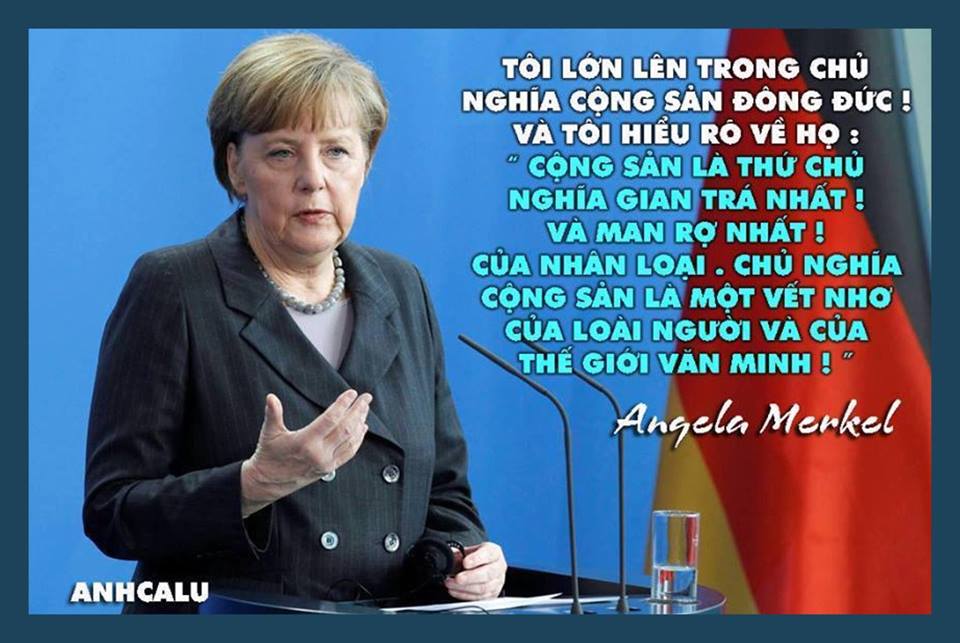 TÔI LỚN LÊN TRONG CHỦ
NGHĨA CỘNG SẢN ĐÔNG ĐỨC !
VÀ TÔI HIỂU RÕ VỀ HỌ :
“ CỘNG SẢN LÀ THỨ CHỦ
NGHĨA GIAN TRÁ NHẤT !
VÀ MAN RỢ NHẤT !
CỦA NHÂN LOẠI . CHỦ NGHĨA
CỘNG SẢN LÀ MỘT VẾT NHƠ
CỦA LOÀI NGƯỜI VÀ CỦA
THẾ GIỚI VĂN MINH ! ”
Angela Merkel
ANHCALU